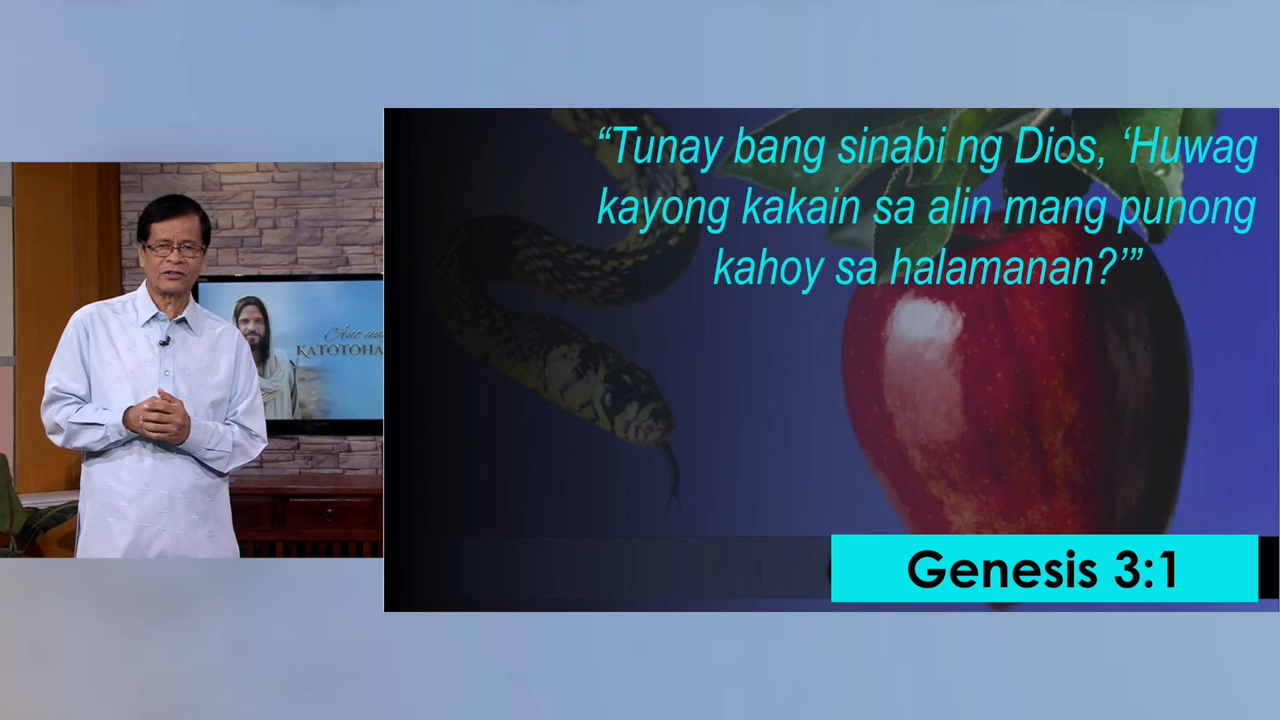 “Tunay bang sinabi ng Dios, ‘Huwag
kayong kakain sa alin mang punong
kahoy sa halamanan?’”
Genesis 3:1